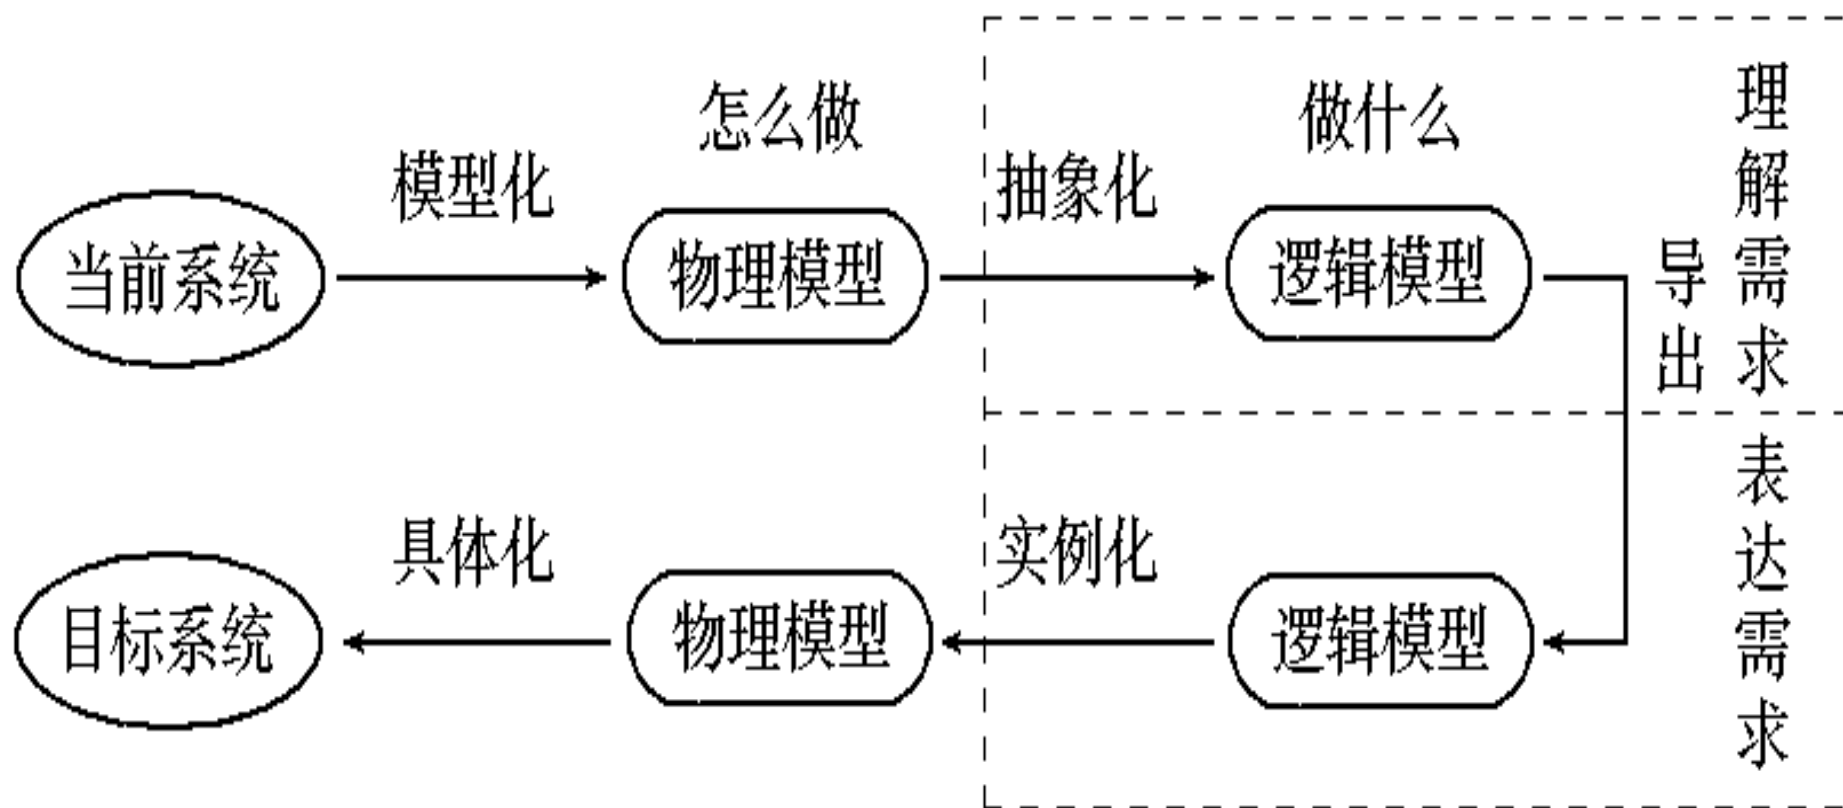 怎么做
做什么
模型化
抽象化
当前系统
物理模型
逻辑模型
导出
理解需求
具体化
实例化
目标系统
物理模型
逻辑模型
表达需求